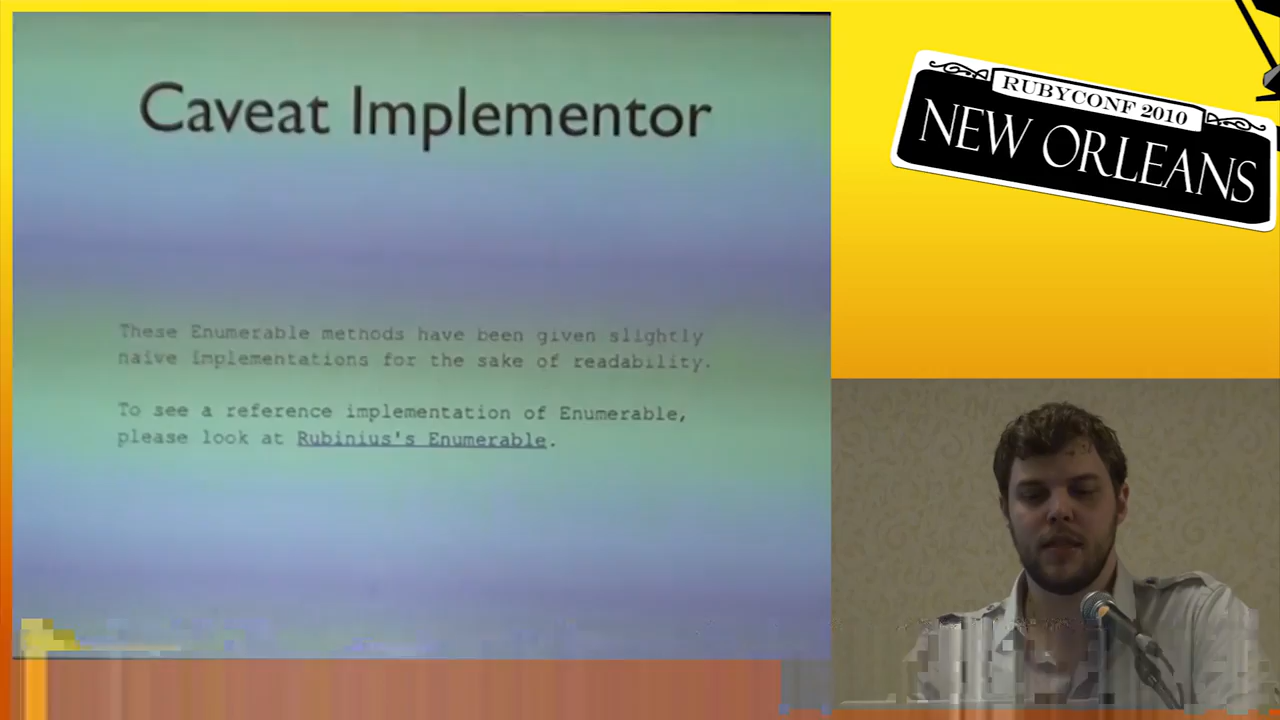 Caveat Implementor
These Enumerable methods have been given slightly
naive implementations for the sake of readability.
To see a reference implementation of Enumerable,
please look at Rubinius's Enumerable.
RUBYCONF 2010
NEW ORLEANS